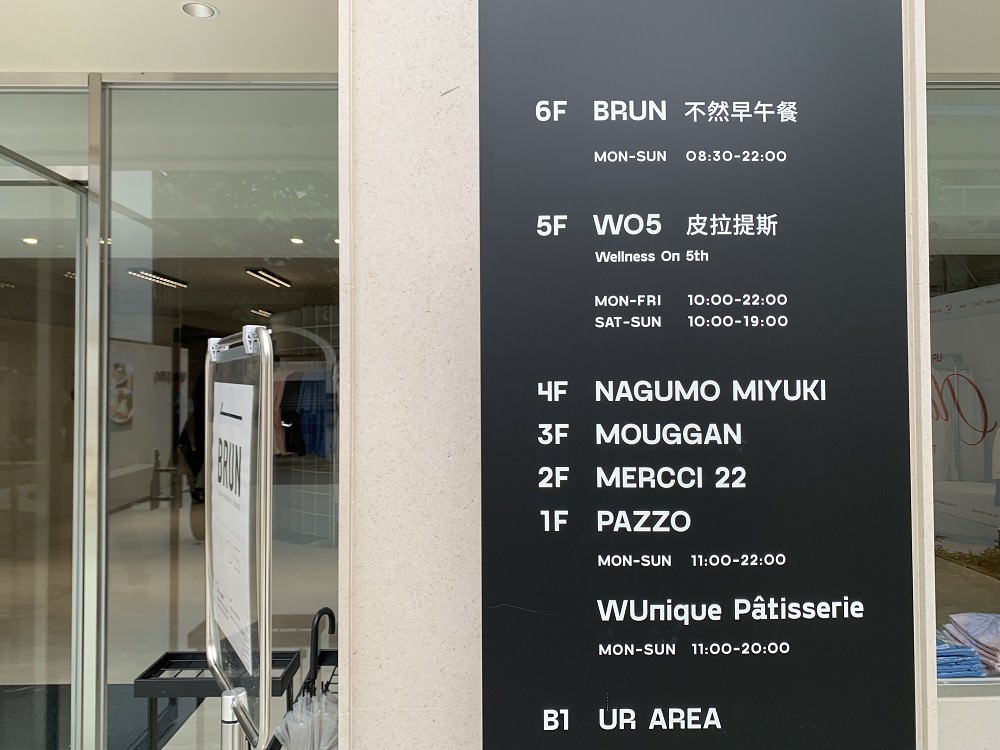 6F BRUN 不然早午餐
MON-SUN 08:30-22:00
5F WO5 皮拉提斯
Wellness On 5th
MON-FRI 10:00-22:00
SAT-SUN 10:00-19:00
4F NAGUMO MIYUKI
3F MOUGGAN
2F MERCCI 22
1F PAZZO
MON-SUN 11:00-22:00
WUnique Pâtisserie
MON-SUN 11:00-20:00
B1 UR AREA
BRUN